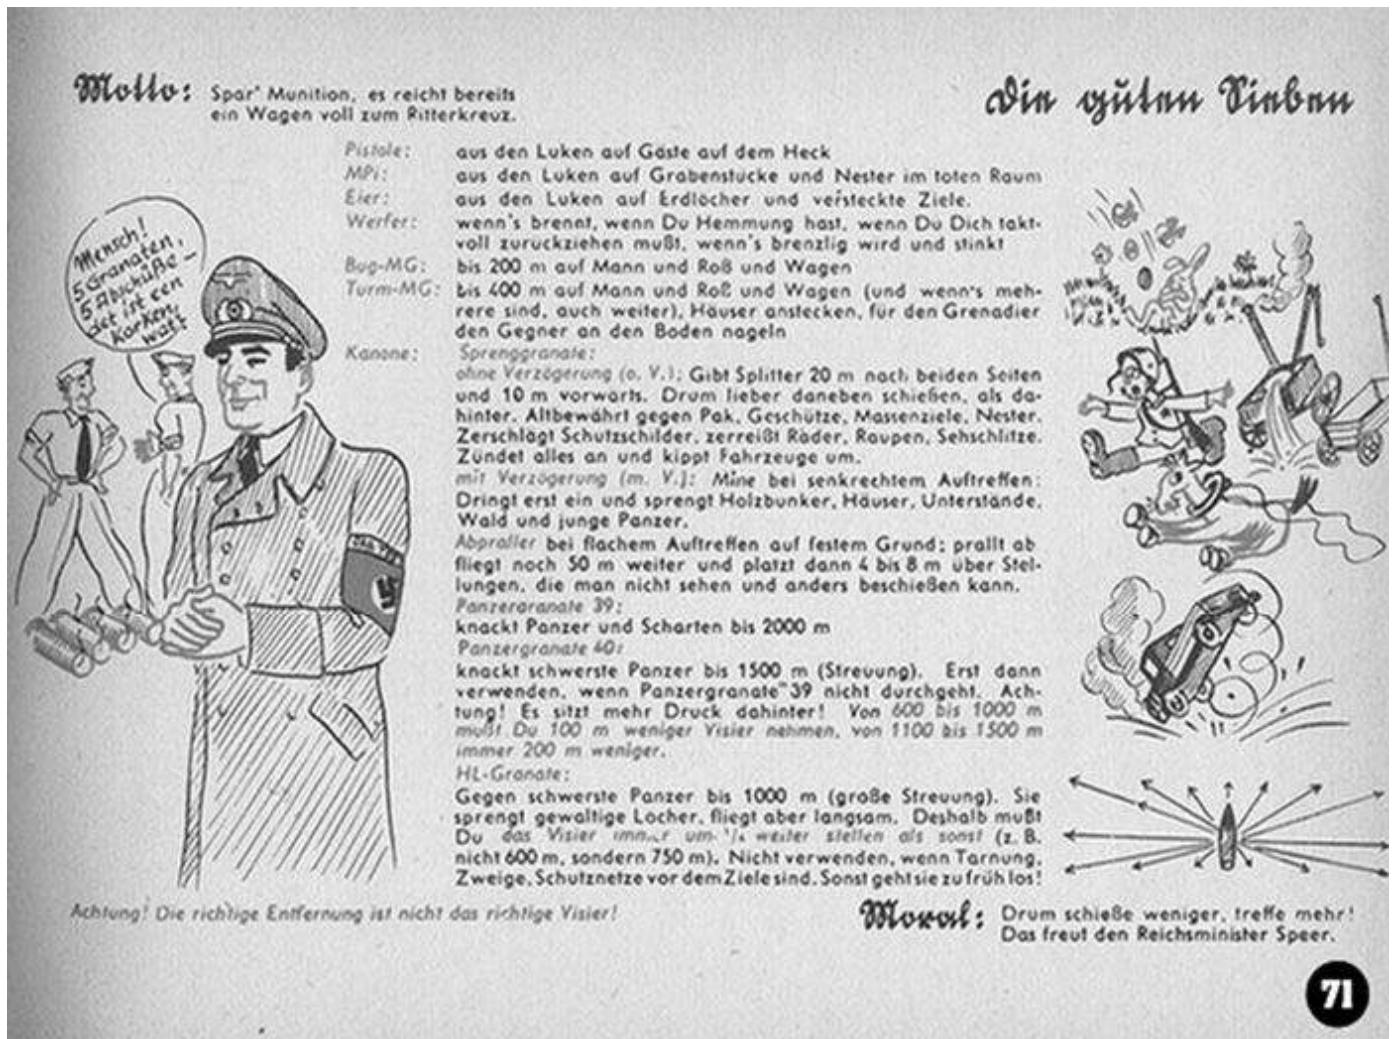 Motto:
Spar' Munition, es reicht bereits
ein Wagen voll zum Ritterkreuz.
Die guten Sieben
Mensch!
5 Granaten,
5 Abschüße –
det ist een
Korken,
wat?
Pistole: aus den Luken auf Gäste auf dem Heck
MPi: aus den Luken auf Grabenstücke und Nester im toten Raum
Eier: aus den Luken auf Erdlöcher und versteckte Ziele.
Werfer: wenn's brennt, wenn Du Hemmung hast, wenn Du Dich takt-
voll zurückziehen mußt, wenn's brenzlig wird und stinkt
Bug-MG: bis 200 m auf Mann und Roß und Wagen
Turm-MG: bis 400 m auf Mann und Roß und Wagen (und wenn's meh-
rere sind, auch weiter), Häuser anstecken, für den Grenadier
den Gegner an den Boden nageln
Kanone: Sprenggranate:
ohne Verzögerung (o. V.): Gibt Splitter 20 m nach beiden Seiten
und 10 m vorwärts. Drum lieber daneben schießen, als da-
hinter. Altbewährt gegen Pak, Geschütze, Massenziele, Nester.
Zerschlägt Schutzschilder, zerreißt Räder, Raupen, Sehschlitze.
Zündet alles an und kippt Fahrzeuge um.
mit Verzögerung (m. V.): Mine bei senkrechtem Auftreffen:
Dringt erst ein und sprengt Holzbunker, Häuser, Unterstände,
Wald und junge Panzer.
Abpraller bei flachem Auftreffen auf festem Grund: prallt ab
fliegt noch 50 m weiter und platzt dann 4 bis 8 m über Stel-
lungen, die man nicht sehen und anders beschießen kann.
Panzergranate 39:
knackt Panzer und Scharten bis 2000 m
Panzergranate 40:
knackt schwerste Panzer bis 1500 m (Streuung). Erst dann
verwenden, wenn Panzergranate 39 nicht durchgeht. Ach-
tung! Es sitzt mehr Druck dahinter! Von 600 bis 1000 m
mußt Du 100 m weniger Visier nehmen, von 1100 bis 1500 m
immer 200 m weniger.
HL-Granate:
Gegen schwerste Panzer bis 1000 m (große Streuung). Sie
sprengt gewaltige Löcher, fliegt aber langsam. Deshalb mußt
Du das Visier immer um ¼ weiter stellen als sonst (z. B.
nicht 600 m, sondern 750 m). Nicht verwenden, wenn Tarnung,
Zweige, Schutznetze vor dem Ziele sind. Sonst geht sie zu früh los!
Achtung! Die richtige Entfernung ist nicht das richtige Visier!
Moral:
Drum schieße weniger, treffe mehr!
Das freut den Reichsminister Speer.
71